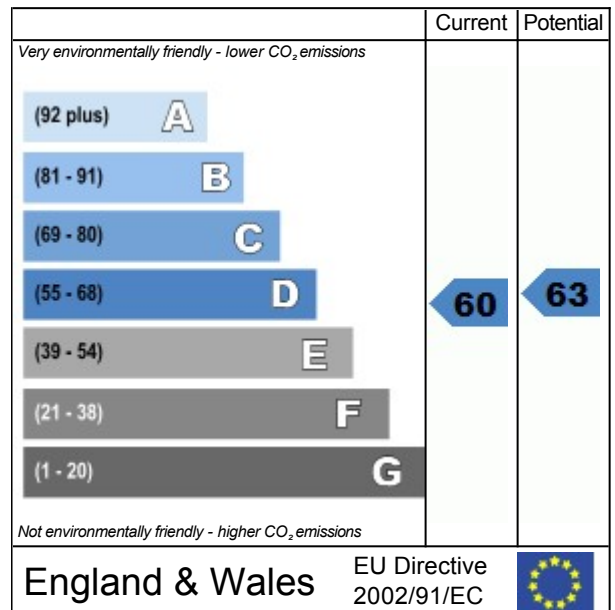 Current Potential
Very environmentally friendly - lower CO₂ emissions
(92 plus) A
(81 - 91) B
(69 - 80) C
(55 - 68) D
60 63
(39 - 54) E
(21 - 38) F
(1 - 20) G
Not environmentally friendly - higher CO₂ emissions
England & Wales
EU Directive
2002/91/EC